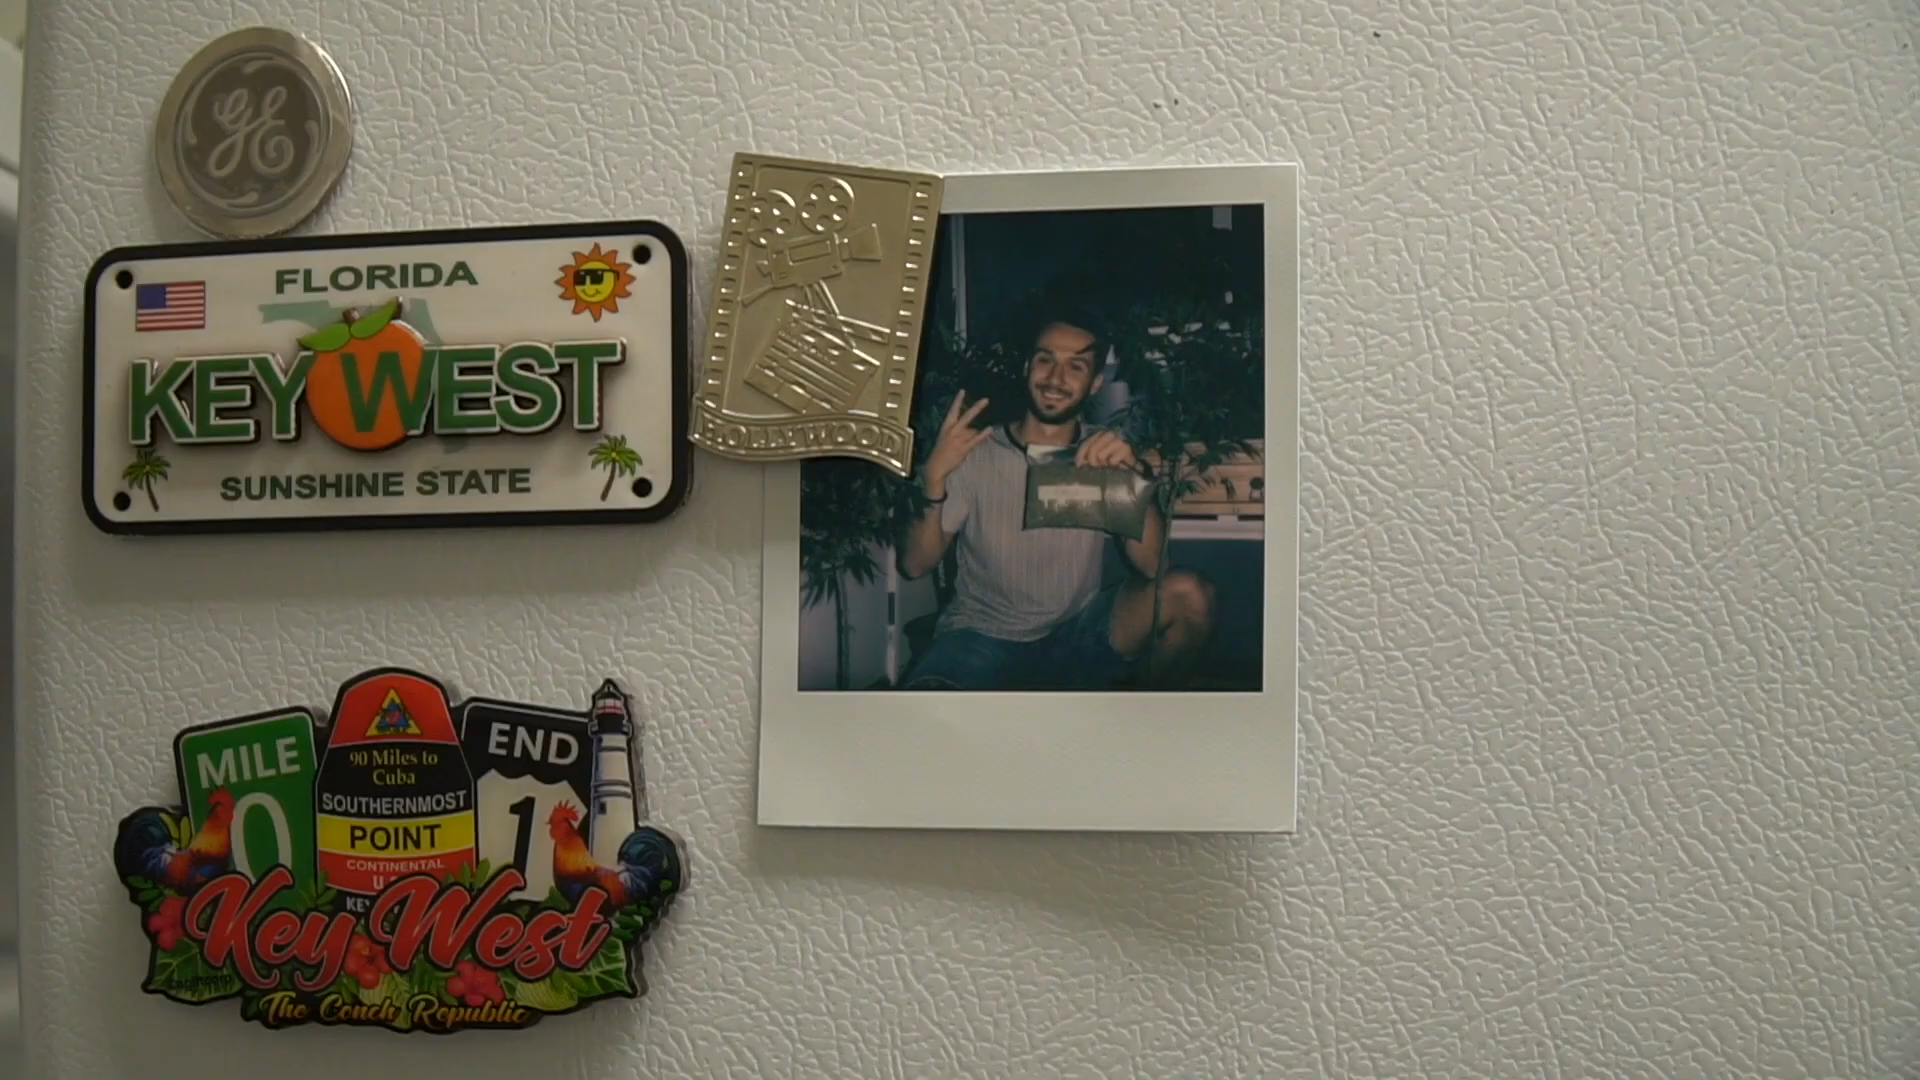 GE
FLORIDA
KEY WEST
SUNSHINE STATE
HOLLYWOOD
MILE
0
90 Miles to
Cuba
SOUTHERNMOST
POINT
CONTINENTAL
END
1
Key West
The Conch Republic